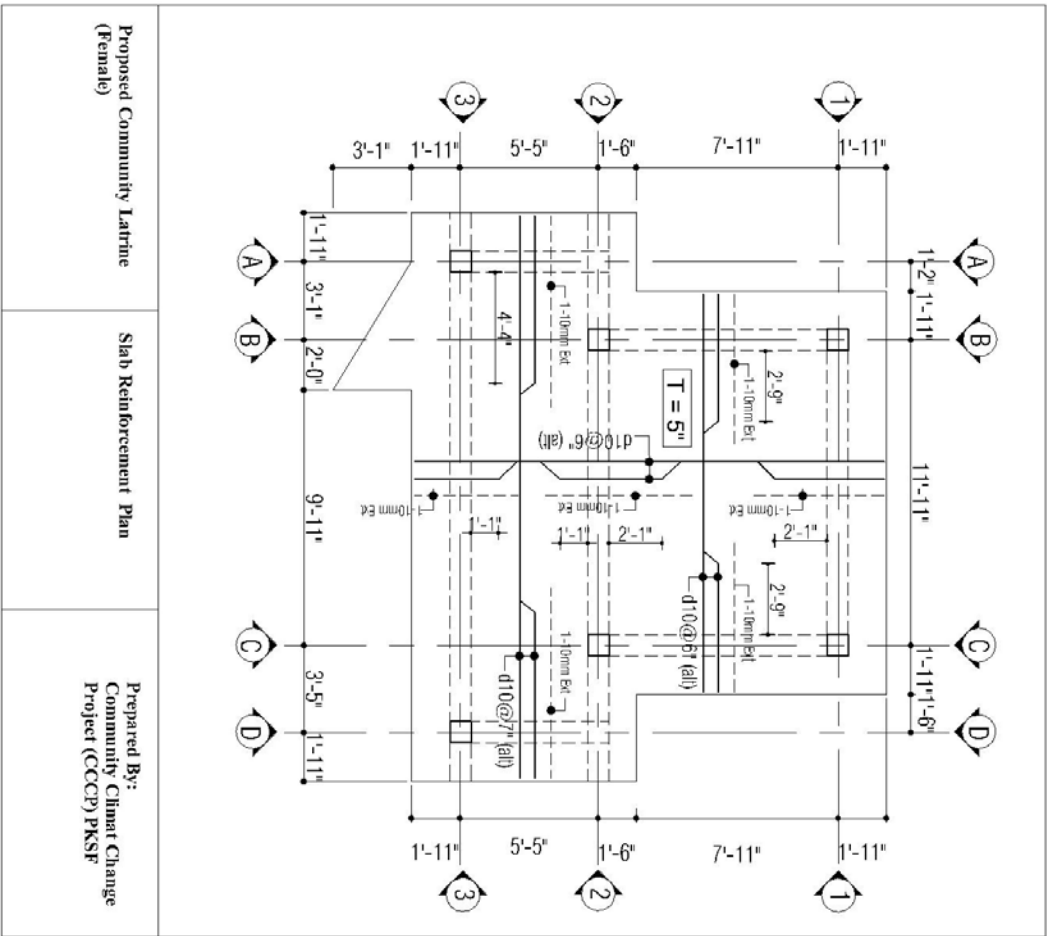 1
2
3
1'-11"
7'-11"
1'-6"
5'-5"
1'-11"
3'-1"
A
B
C
D
1'-2"
1'-11"
11'-11"
1'-11"
1'-6"
2'-9"
1-10mm Ext
T = 5"
d10@6" (alt)
1-10mm Ext
4'-4"
1-10mm Ext
1-10mm Ext
1-10mm Ext
2'-1"
2'-1"
1'-1"
1'-1"
2'-9"
1-10mm Ext
d10@6" (alt)
1-10mm Ext
d10@7" (alt)
1'-11"
3'-1"
2'-0"
9'-11"
3'-5"
1'-11"
A
B
C
D
1'-11"
7'-11"
1'-6"
5'-5"
1'-11"
1
2
3
Proposed Community Latrine
(Female)
Slab Reinforcement Plan
Prepared By:
Community Climat Change
Project (CCCP) PKSF